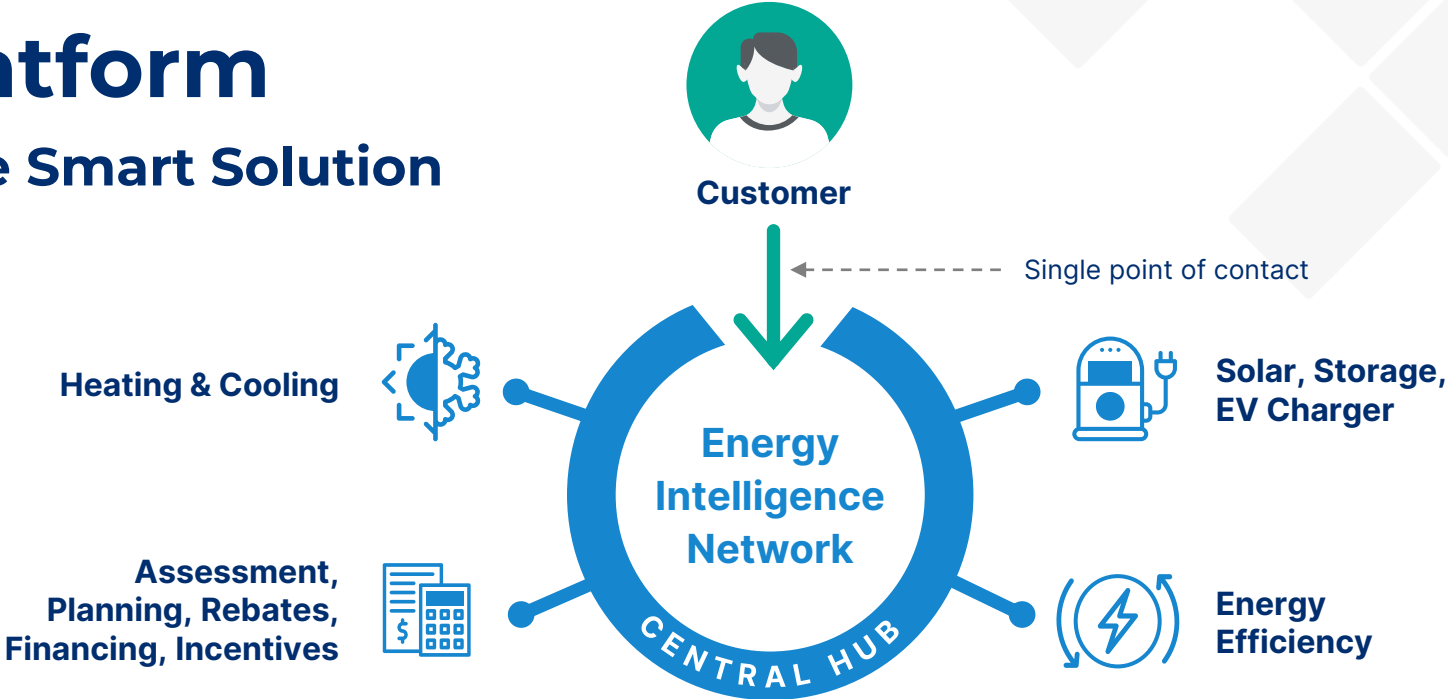 Smart Solution
Customer
Single point of contact
Heating & Cooling
Solar, Storage,
EV Charger
Energy
Intelligence
Network
Assessment,
Planning, Rebates,
Financing, Incentives
$
Energy
Efficiency
CENTRAL HUB